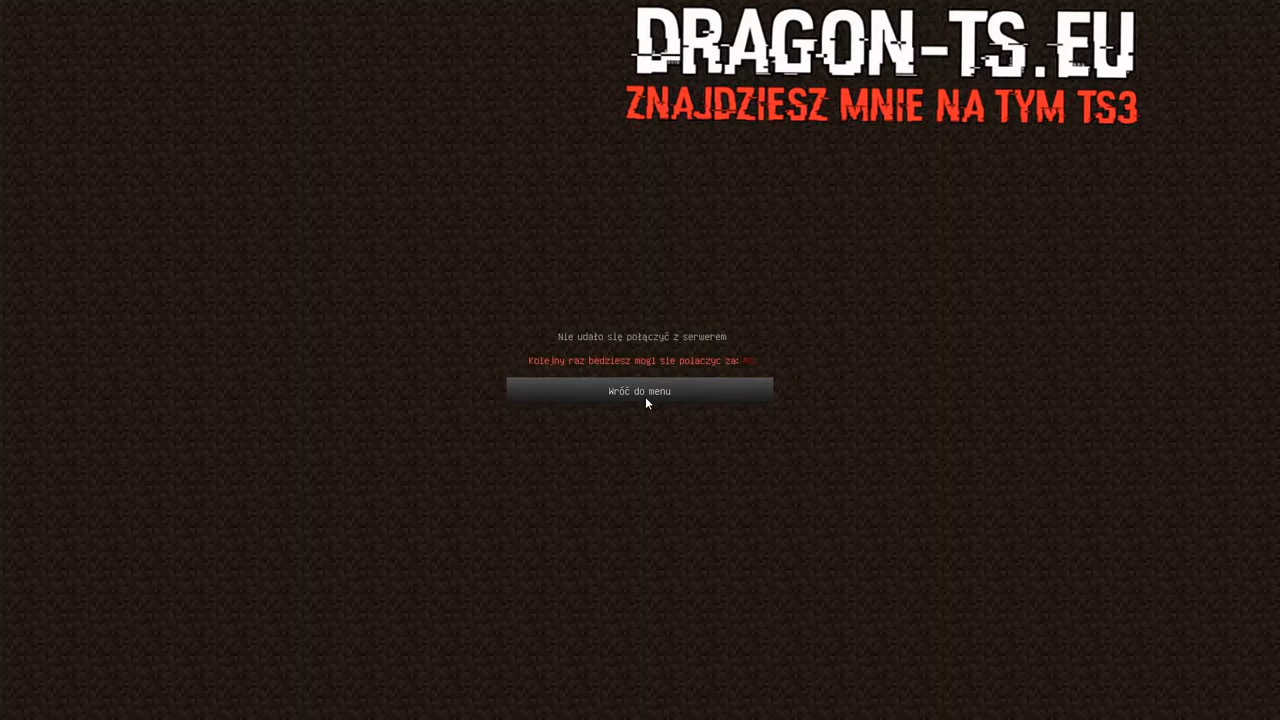 DRAGON-TS.EU
ZNAJDZIESZ MNIE NA TYM TS3
Nie udało się połączyć z serwerem
Kolejny raz bedziesz mogl sie polaczyc za:
Wróć do menu